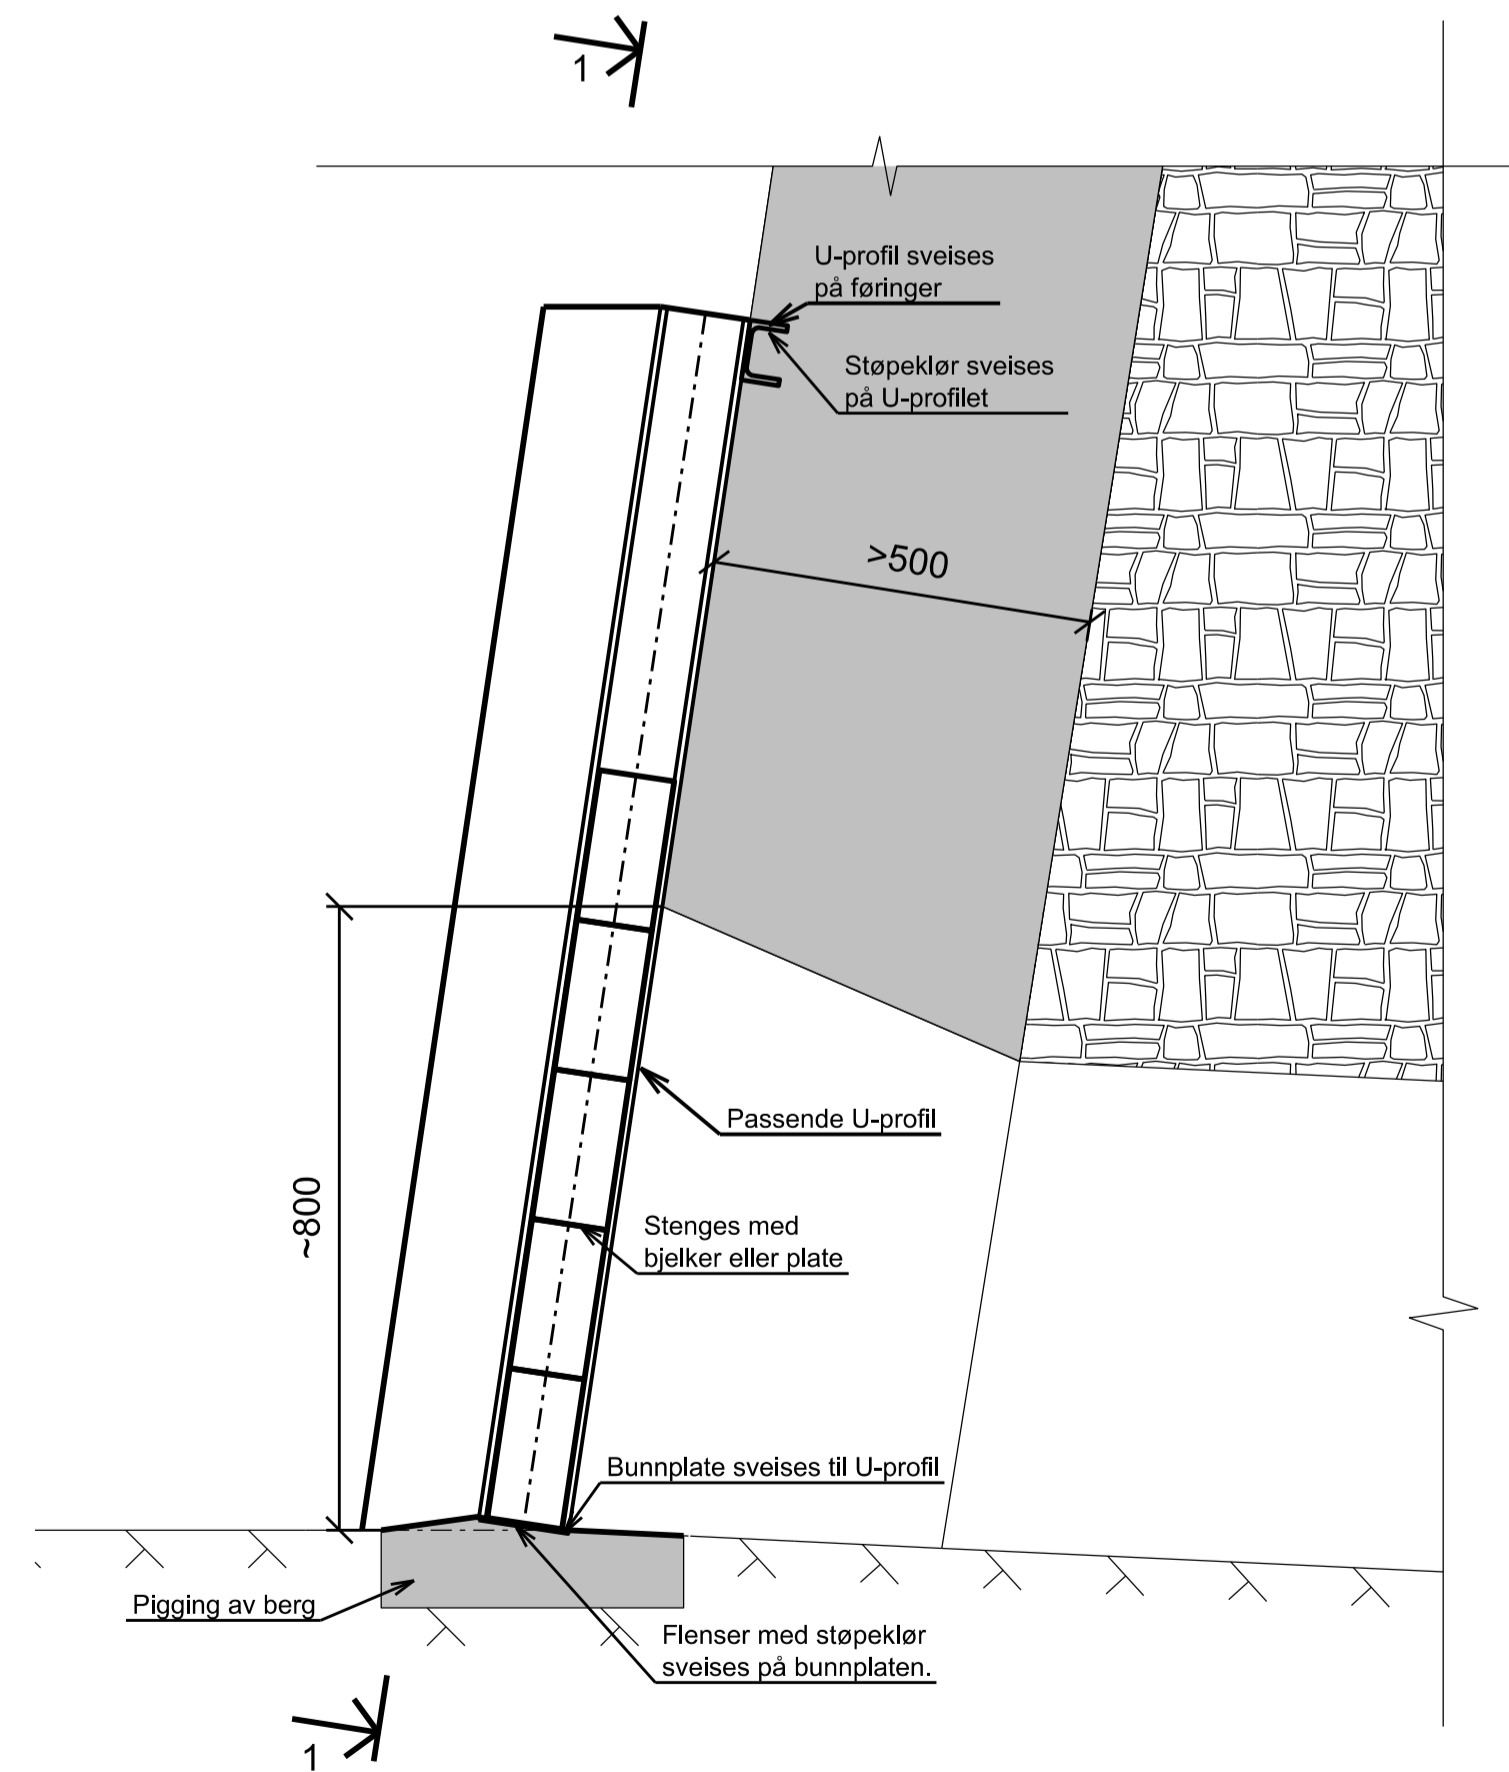 1
U-profil sveises
på føringer
Støpeklør sveises
på U-profilet
>500
Passende U-profil
~800
Stenges med
bjelker eller plate
Bunnplate sveises til U-profil
Pigging av berg
Flenser med støpeklør
sveises på bunnplaten.
1